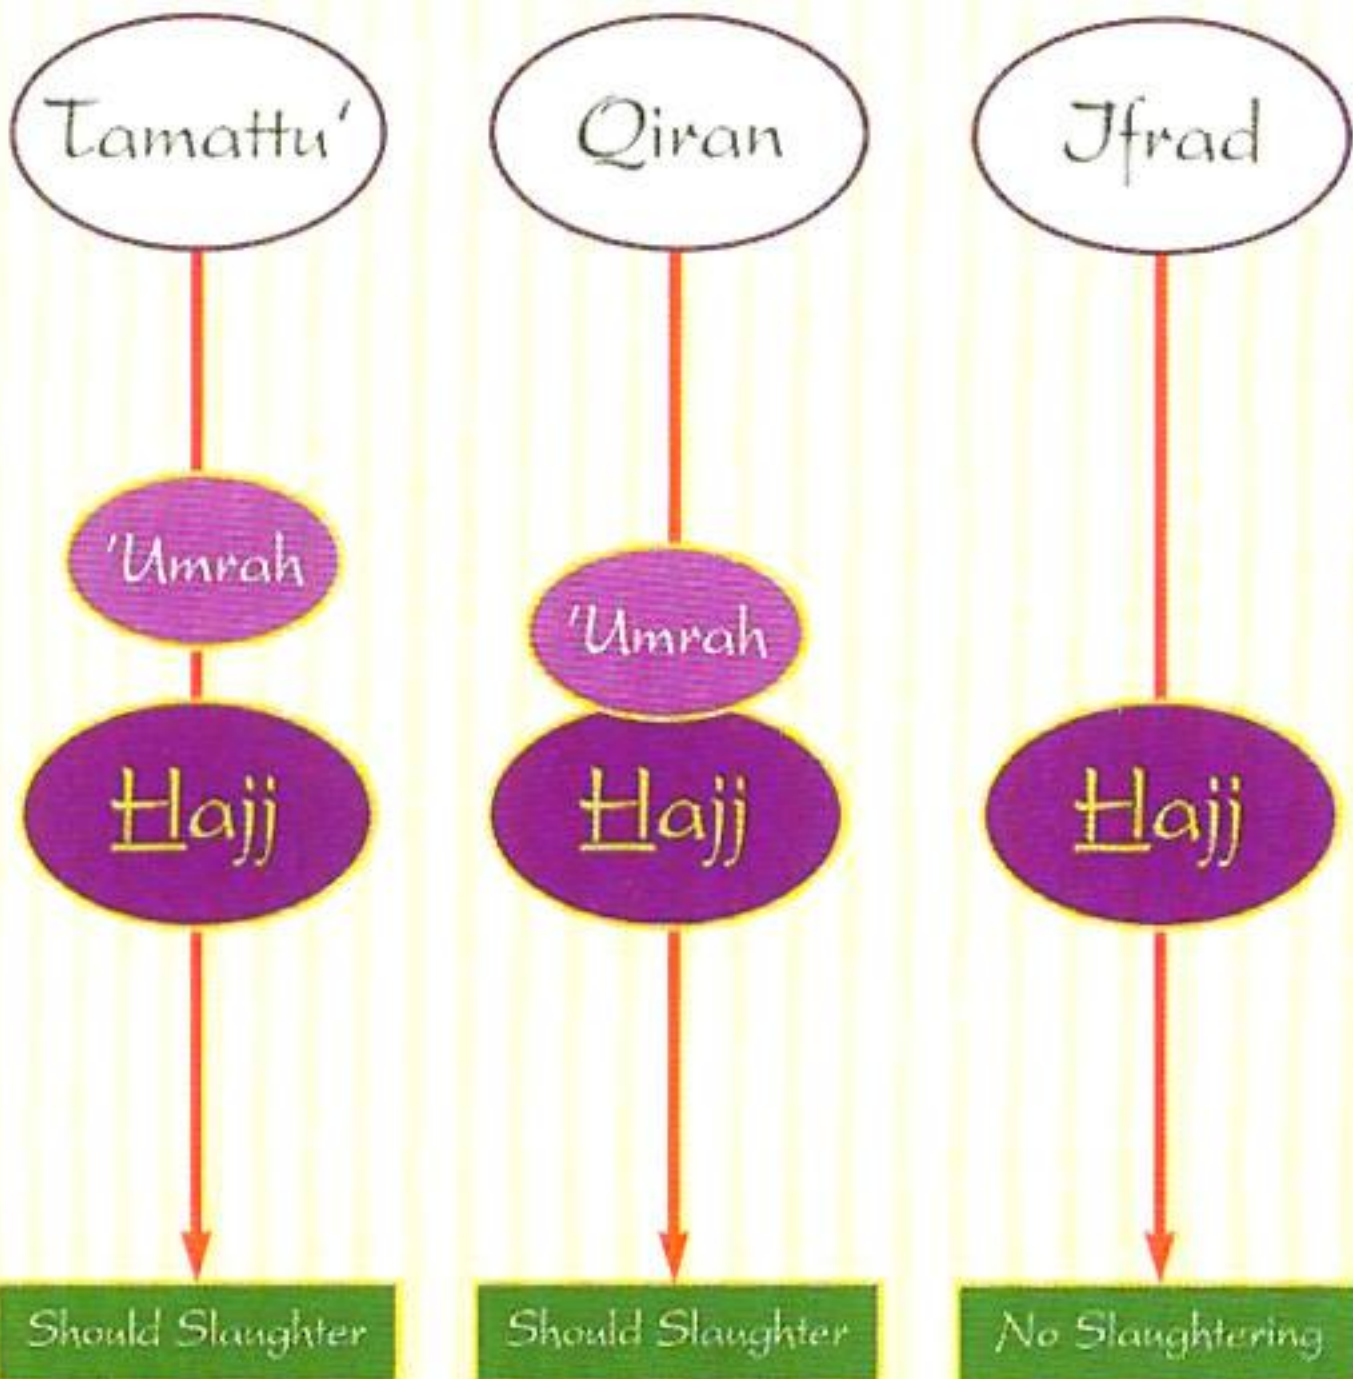 Tamattu'
Qiran
Ifrad
'Umrah
'Umrah
Hajj
Hajj
Hajj
Should Slaughter
Should Slaughter
No Slaughtering